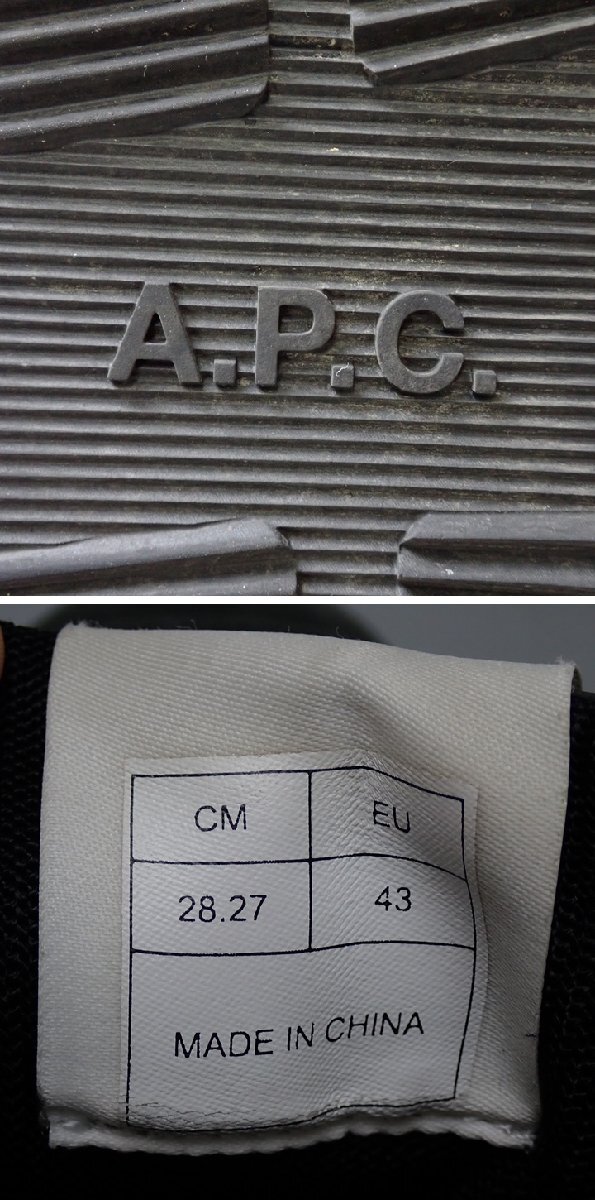 A.P.C.
CM EU
28.27 43
MADE IN CHINA